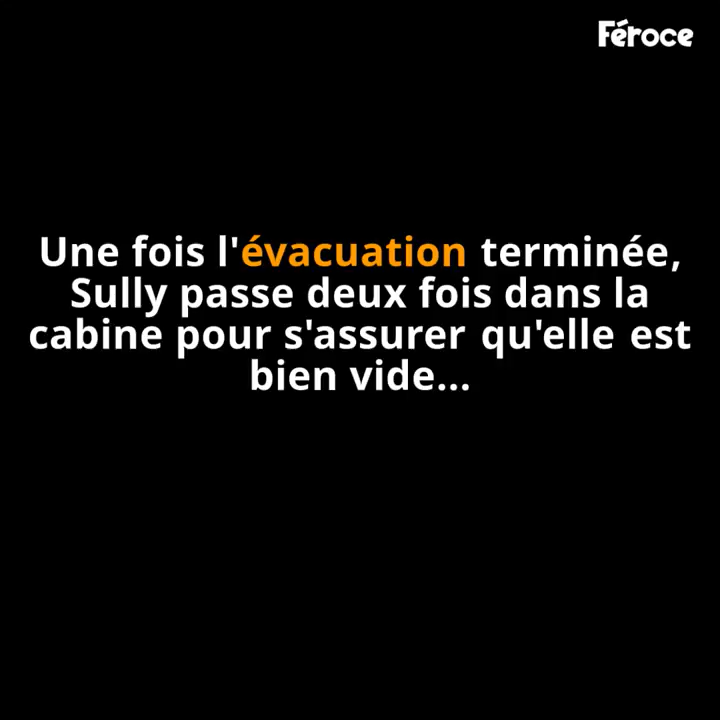 Féroce
Une fois l'évacuation terminée,
Sully passe deux fois dans la
cabine pour s'assurer qu'elle est
bien vide...